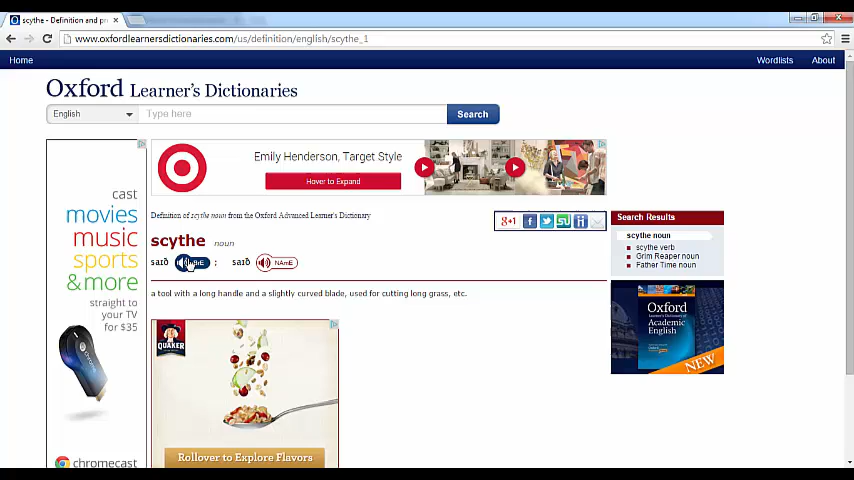 scythe - Definition and pr
www.oxfordlearnersdictionaries.com/us/definition/english/scythe_1
Home Wordlists About
Oxford Learner's Dictionaries
English Type here Search
cast
movies
music
sports
& more
straight to
your TV
for $35
chromecast
Emily Henderson, Target Style
Hover to Expand
Definition of scythe noun from the Oxford Advanced Learner's Dictionary
g+1
scythe noun
saɪð BrE ; saɪð NAmE
a tool with a long handle and a slightly curved blade, used for cutting long grass, etc.
QUAKER
Rollover to Explore Flavors
Search Results
scythe noun
scythe verb
Grim Reaper noun
Father Time noun
Oxford
Learner's Dictionary of
Academic
English
NEW